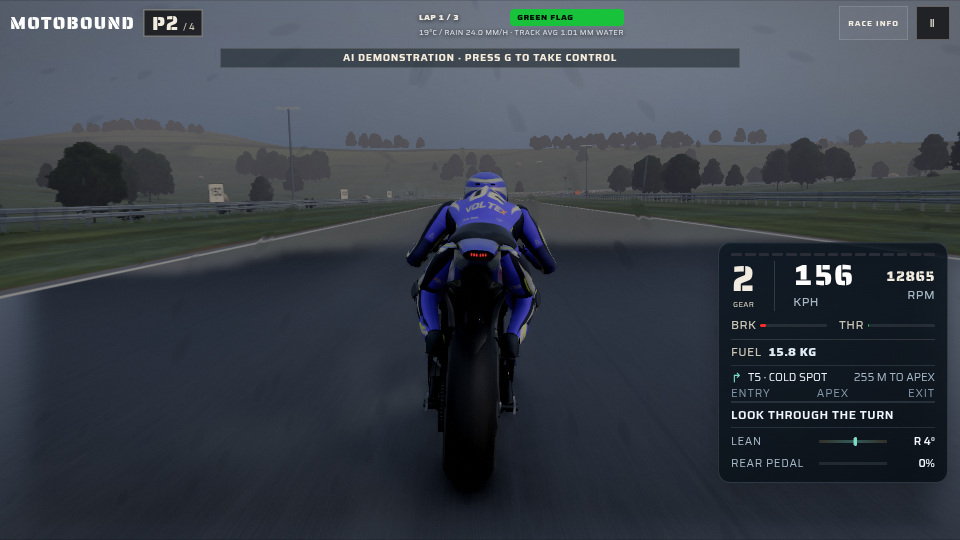 MOTOBOUND P2 / 4
LAP 1 / 3 GREEN FLAG
19°C / RAIN 24.0 MM/H · TRACK AVG 1.01 MM WATER
RACE INFO
II
AI DEMONSTRATION · PRESS G TO TAKE CONTROL
VOLTEX
2 156 12865
GEAR KPH RPM
BRK THR
FUEL 15.8 KG
T5 · COLD SPOT 255 M TO APEX
ENTRY APEX EXIT
LOOK THROUGH THE TURN
LEAN R 4°
REAR PEDAL 0%